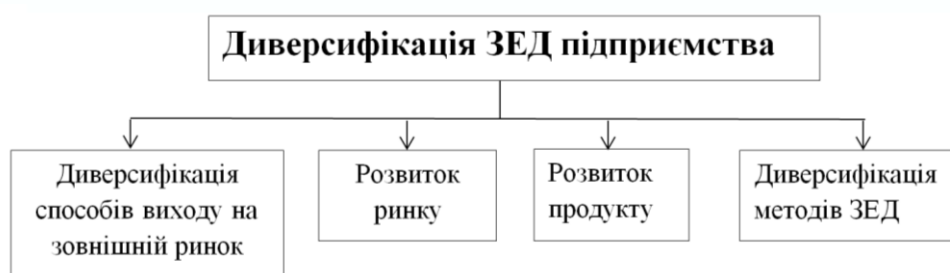 Диверсифікація ЗЕД підприємства
Диверсифікація
способів виходу на
зовнішній ринок
Розвиток
ринку
Розвиток
продукту
Диверсифікація
методів ЗЕД